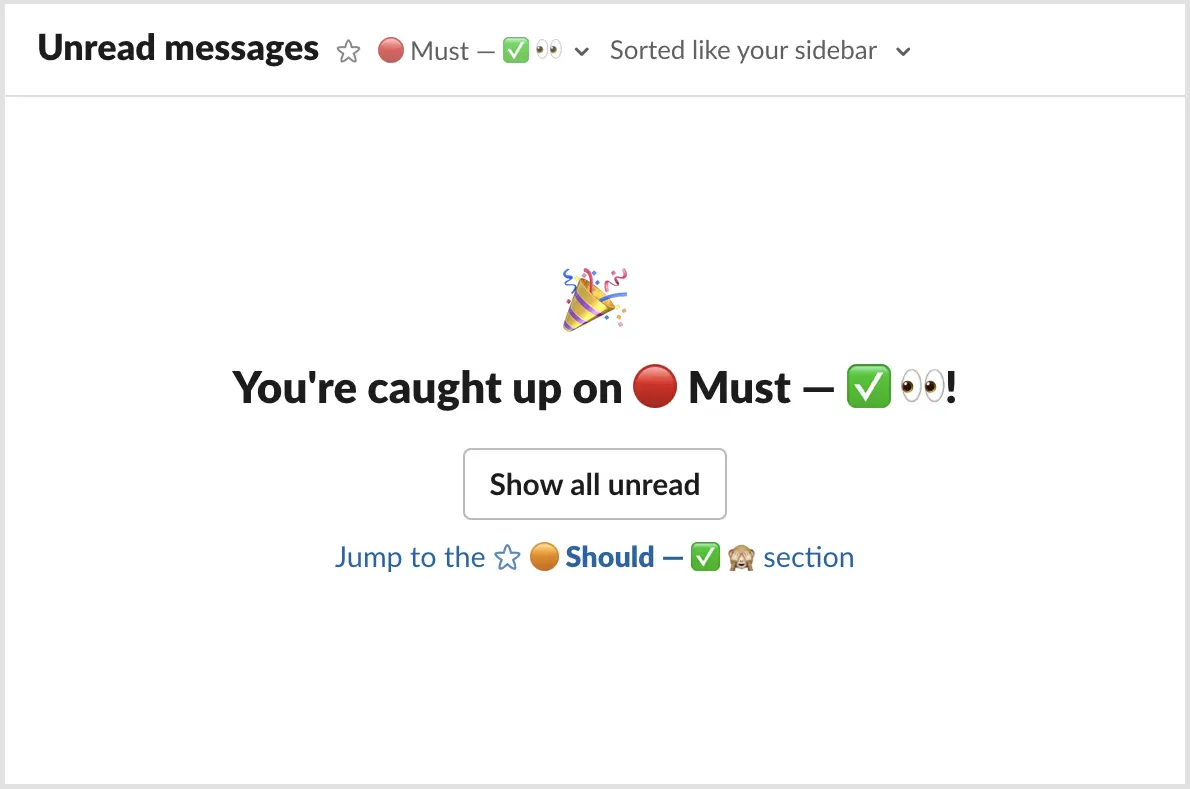 Unread messages ☆ 🔴 Must — ✅ 👀 Sorted like your sidebar
You're caught up on 🔴 Must — ✅ 👀!
Show all unread
Jump to the ☆ 🟠 Should — ✅ 🙈 section